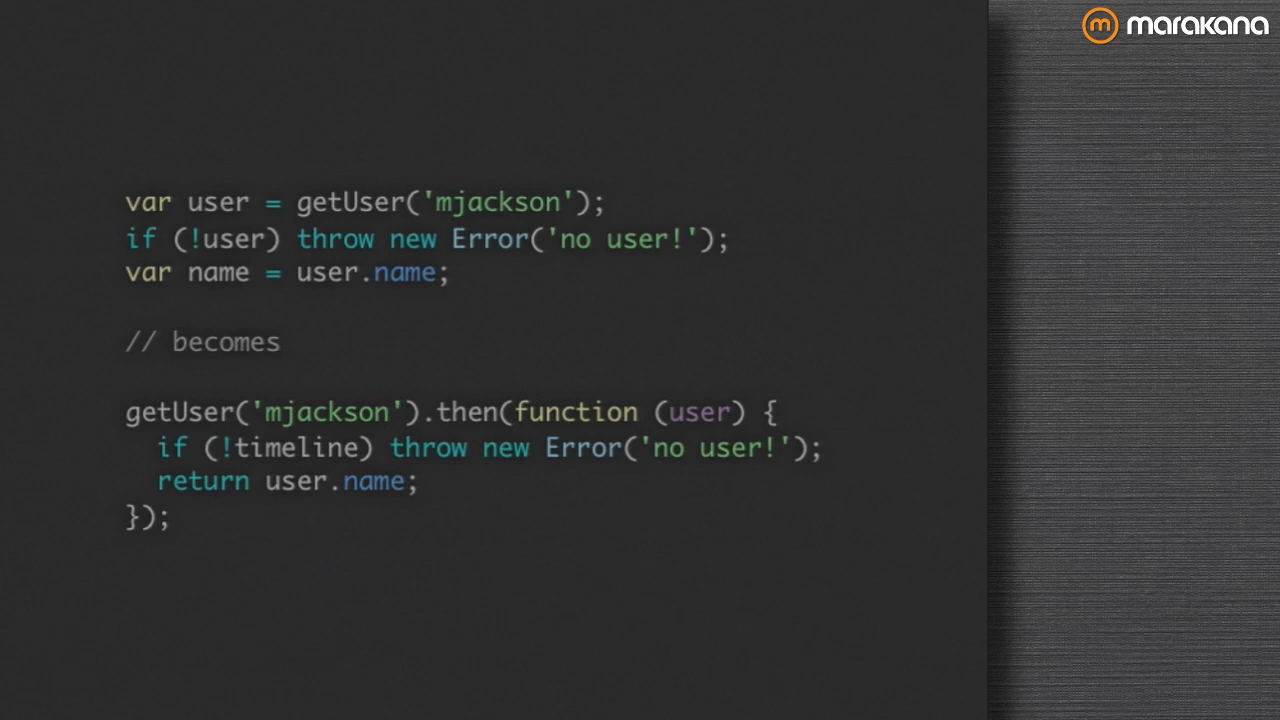 marakana
var user = getUser('mjackson');
if (!user) throw new Error('no user!');
var name = user.name;
// becomes
getUser('mjackson').then(function (user) {
  if (!timeline) throw new Error('no user!');
  return user.name;
});